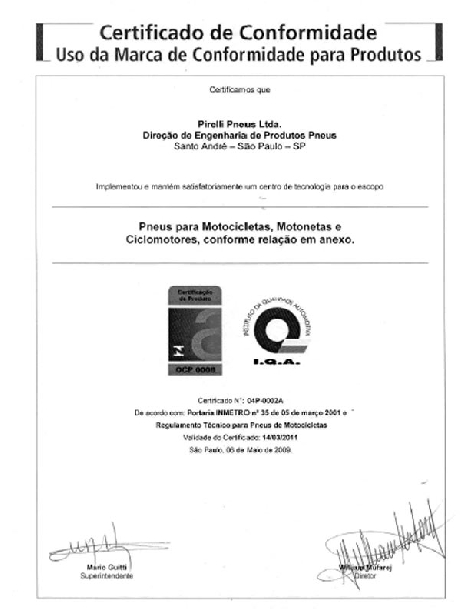 Certificado de Conformidade
Uso da Marca de Conformidade para Produtos
Certificamos que
Pirelli Pneus Ltda.
Direção de Engenharia de Produtos Pneus
Santo André – São Paulo – SP
Implementou e mantém satisfatoriamente um centro de tecnologia para o escopo
Pneus para Motocicletas, Motonetas e
Ciclomotores, conforme relação em anexo.
Certificação
de Produto
OCP 0006
INSTITUTO DA QUALIDADE AUTOMOTIVA
I.Q.A.
Certificado N°: 04P-0002A
De acordo com: Portaria INMETRO nº 35 de 05 de março 2001 e
Regulamento Técnico para Pneus de Motocicletas
Validade do Certificado: 14/03/2011
São Paulo, 06 de Maio de 2009.
Mario Guitti
Superintendente
Mufarej
Diretor